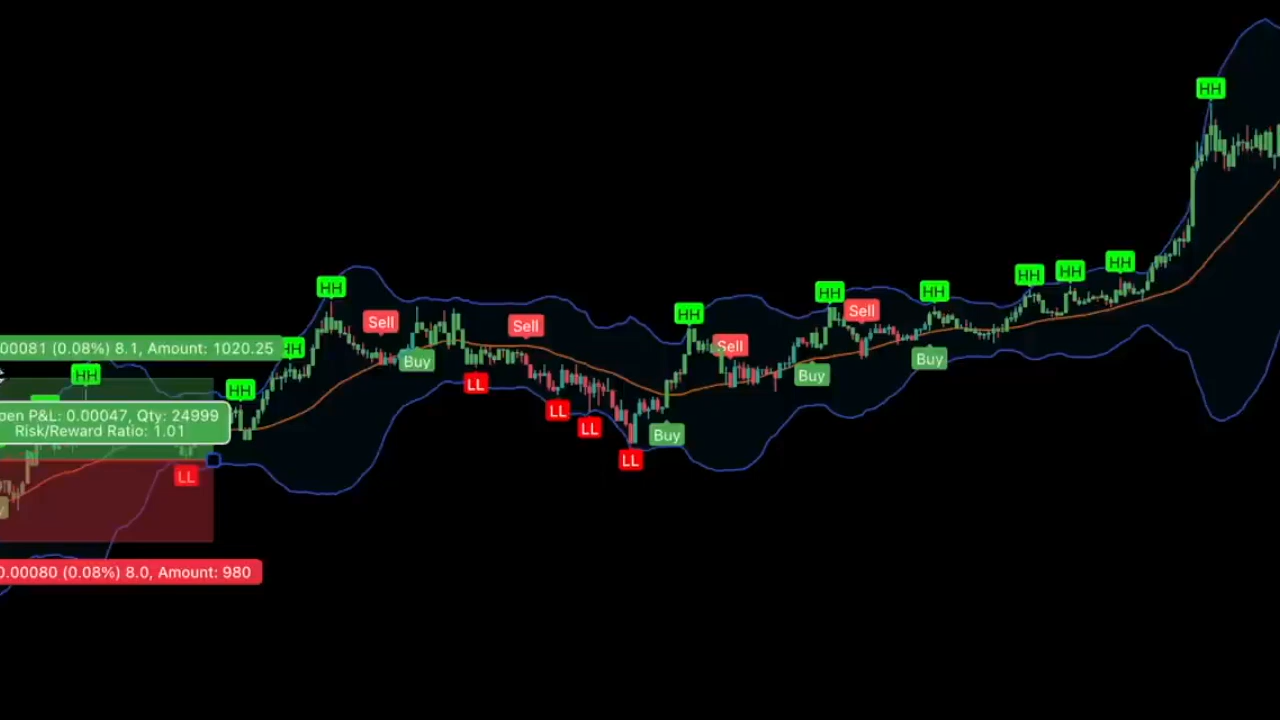 HH
HH
HH
HH
HH
HH
HH
HH
Sell
Sell
Sell
Sell
00081 (0.08%) 8.1, Amount: 1020.25
HH
Buy
Buy
Buy
HH
LL
HH
LL
pen P&L: 0.00047, Qty: 24999
Risk/Reward Ratio: 1.01
LL
Buy
LL
LL
0.00080 (0.08%) 8.0, Amount: 980